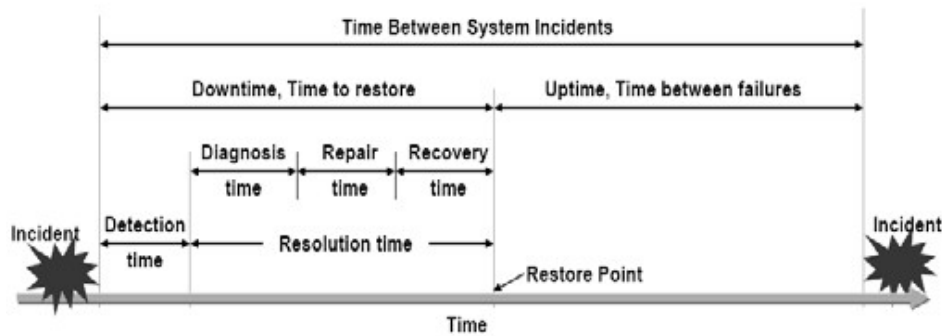 Time Between System Incidents
Downtime, Time to restore
Uptime, Time between failures
Diagnosis
time
Repair
time
Recovery
time
Incident
Detection
time
Resolution time
Incident
Restore Point
Time